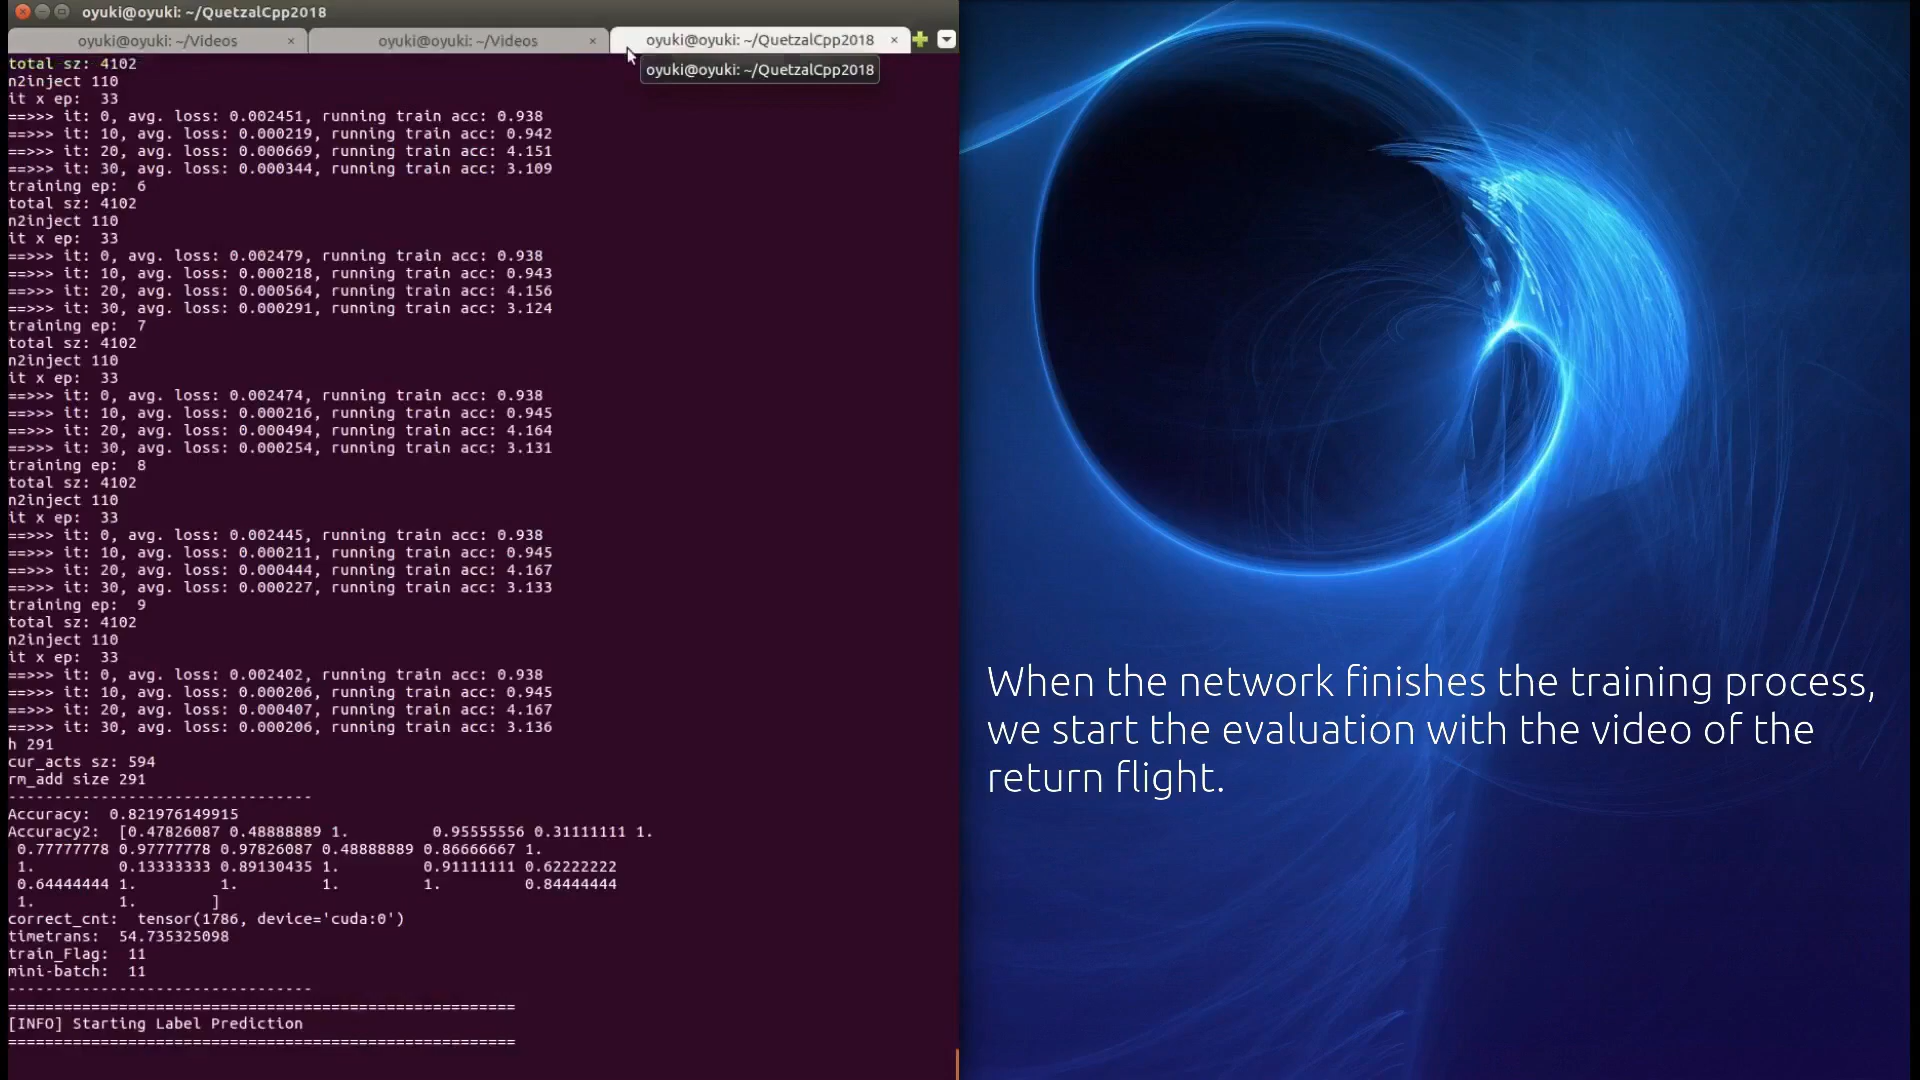 oyuki@oyuki: ~/QuetzalCpp2018
oyuki@oyuki: ~/Videos × oyuki@oyuki: ~/Videos × oyuki@oyuki: ~/QuetzalCpp2018 ×
oyuki@oyuki: ~/QuetzalCpp2018
total sz: 4102
n2inject 110
it x ep:  33
==>>> it: 0, avg. loss: 0.002451, running train acc: 0.938
==>>> it: 10, avg. loss: 0.000219, running train acc: 0.942
==>>> it: 20, avg. loss: 0.000669, running train acc: 4.151
==>>> it: 30, avg. loss: 0.000344, running train acc: 3.109
training ep:  6
total sz: 4102
n2inject 110
it x ep:  33
==>>> it: 0, avg. loss: 0.002479, running train acc: 0.938
==>>> it: 10, avg. loss: 0.000218, running train acc: 0.943
==>>> it: 20, avg. loss: 0.000564, running train acc: 4.156
==>>> it: 30, avg. loss: 0.000291, running train acc: 3.124
training ep:  7
total sz: 4102
n2inject 110
it x ep:  33
==>>> it: 0, avg. loss: 0.002474, running train acc: 0.938
==>>> it: 10, avg. loss: 0.000216, running train acc: 0.945
==>>> it: 20, avg. loss: 0.000494, running train acc: 4.164
==>>> it: 30, avg. loss: 0.000254, running train acc: 3.131
training ep:  8
total sz: 4102
n2inject 110
it x ep:  33
==>>> it: 0, avg. loss: 0.002445, running train acc: 0.938
==>>> it: 10, avg. loss: 0.000211, running train acc: 0.945
==>>> it: 20, avg. loss: 0.000444, running train acc: 4.167
==>>> it: 30, avg. loss: 0.000227, running train acc: 3.133
training ep:  9
total sz: 4102
n2inject 110
it x ep:  33
==>>> it: 0, avg. loss: 0.002402, running train acc: 0.938
==>>> it: 10, avg. loss: 0.000206, running train acc: 0.945
==>>> it: 20, avg. loss: 0.000407, running train acc: 4.167
==>>> it: 30, avg. loss: 0.000206, running train acc: 3.136
h 291
cur_acts sz: 594
rm_add size 291
---------------------------------
Accuracy:  0.821976149915
Accuracy2:  [0.47826087 0.48888889 1.         0.95555556 0.31111111 1.
 0.77777778 0.97777778 0.97826087 0.48888889 0.86666667 1.
 1.         0.13333333 0.89130435 1.         0.91111111 0.62222222
 0.64444444 1.         1.         1.         1.         0.84444444
 1.         1.        ]
correct_cnt:  tensor(1786, device='cuda:0')
timetrans:  54.735325098
train_Flag:  11
mini-batch:  11
---------------------------------
=======================================================
[INFO] Starting Label Prediction
=======================================================
When the network finishes the training process,
we start the evaluation with the video of the
return flight.